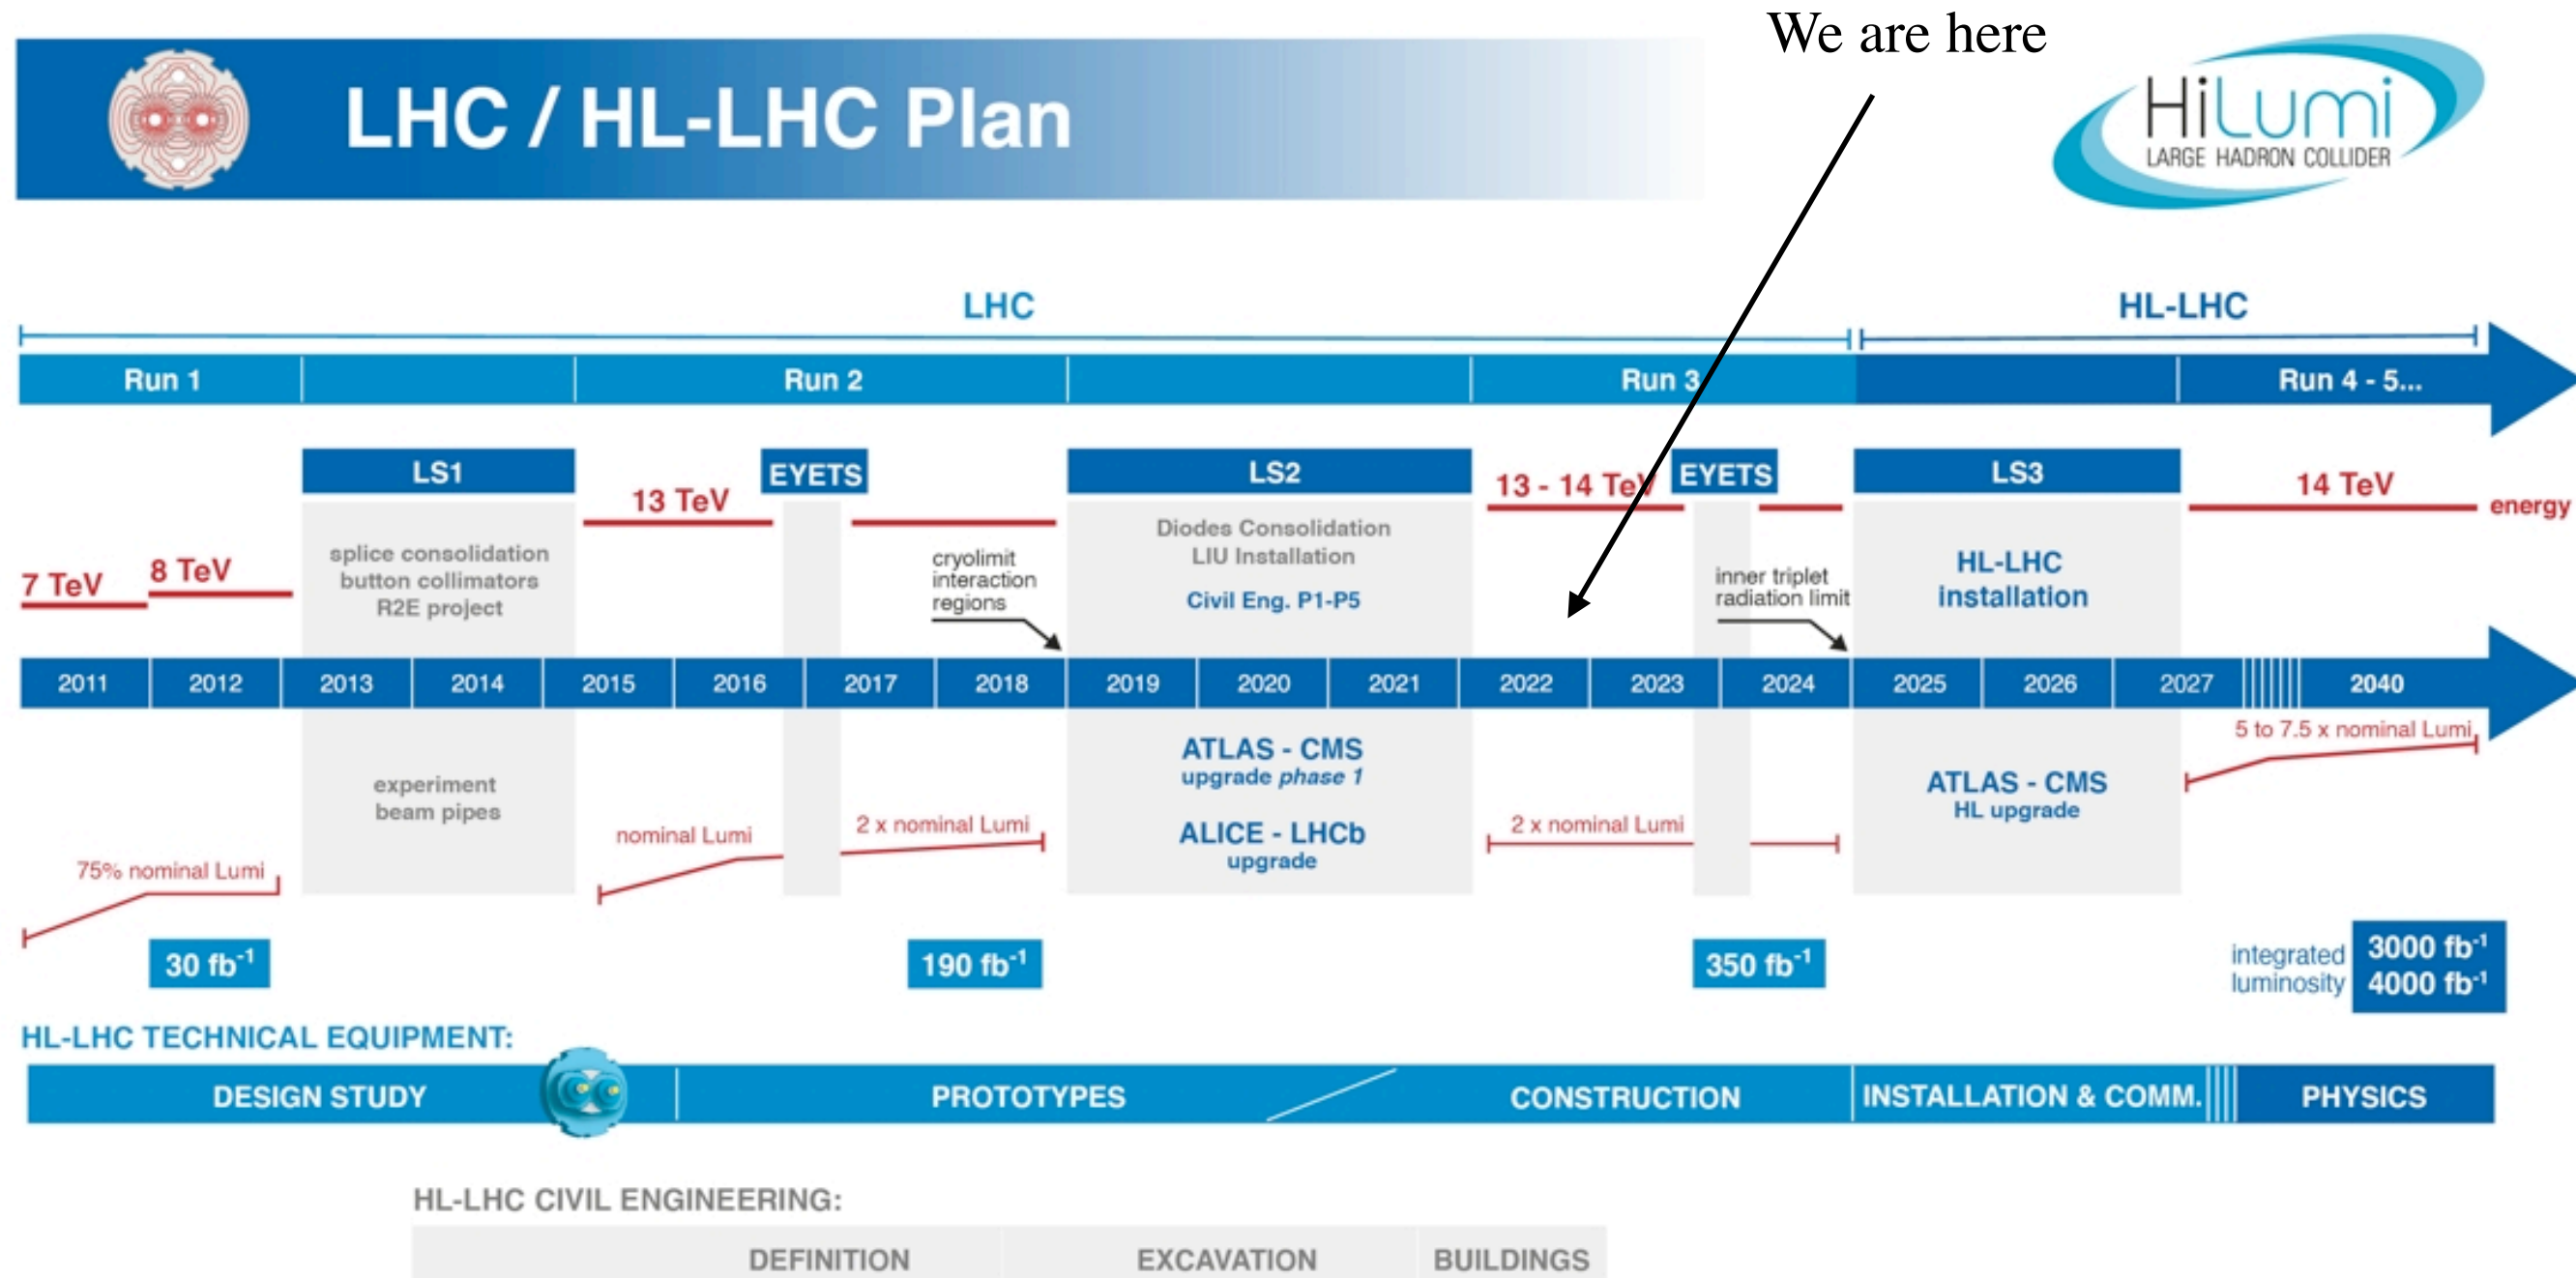 We are here
LHC / HL-LHC Plan
HiLumi
LARGE HADRON COLLIDER
LHC
HL-LHC
Run 1
Run 2
Run 3
Run 4 - 5...
LS1
EYETS
LS2
EYETS
LS3
13 TeV
13 - 14 TeV
14 TeV
energy
7 TeV
8 TeV
splice consolidation
button collimators
R2E project
cryolimit
interaction
regions
Diodes Consolidation
LIU Installation
Civil Eng. P1-P5
inner triplet
radiation limit
HL-LHC
installation
2011
2012
2013
2014
2015
2016
2017
2018
2019
2020
2021
2022
2023
2024
2025
2026
2027
2040
5 to 7.5 x nominal Lumi
experiment
beam pipes
ATLAS - CMS
upgrade phase 1
ALICE - LHCb
upgrade
ATLAS - CMS
HL upgrade
75% nominal Lumi
nominal Lumi
2 x nominal Lumi
2 x nominal Lumi
30 fb⁻¹
190 fb⁻¹
350 fb⁻¹
integrated
luminosity
3000 fb⁻¹
4000 fb⁻¹
HL-LHC TECHNICAL EQUIPMENT:
DESIGN STUDY
PROTOTYPES
CONSTRUCTION
INSTALLATION & COMM.
PHYSICS
HL-LHC CIVIL ENGINEERING:
DEFINITION
EXCAVATION
BUILDINGS